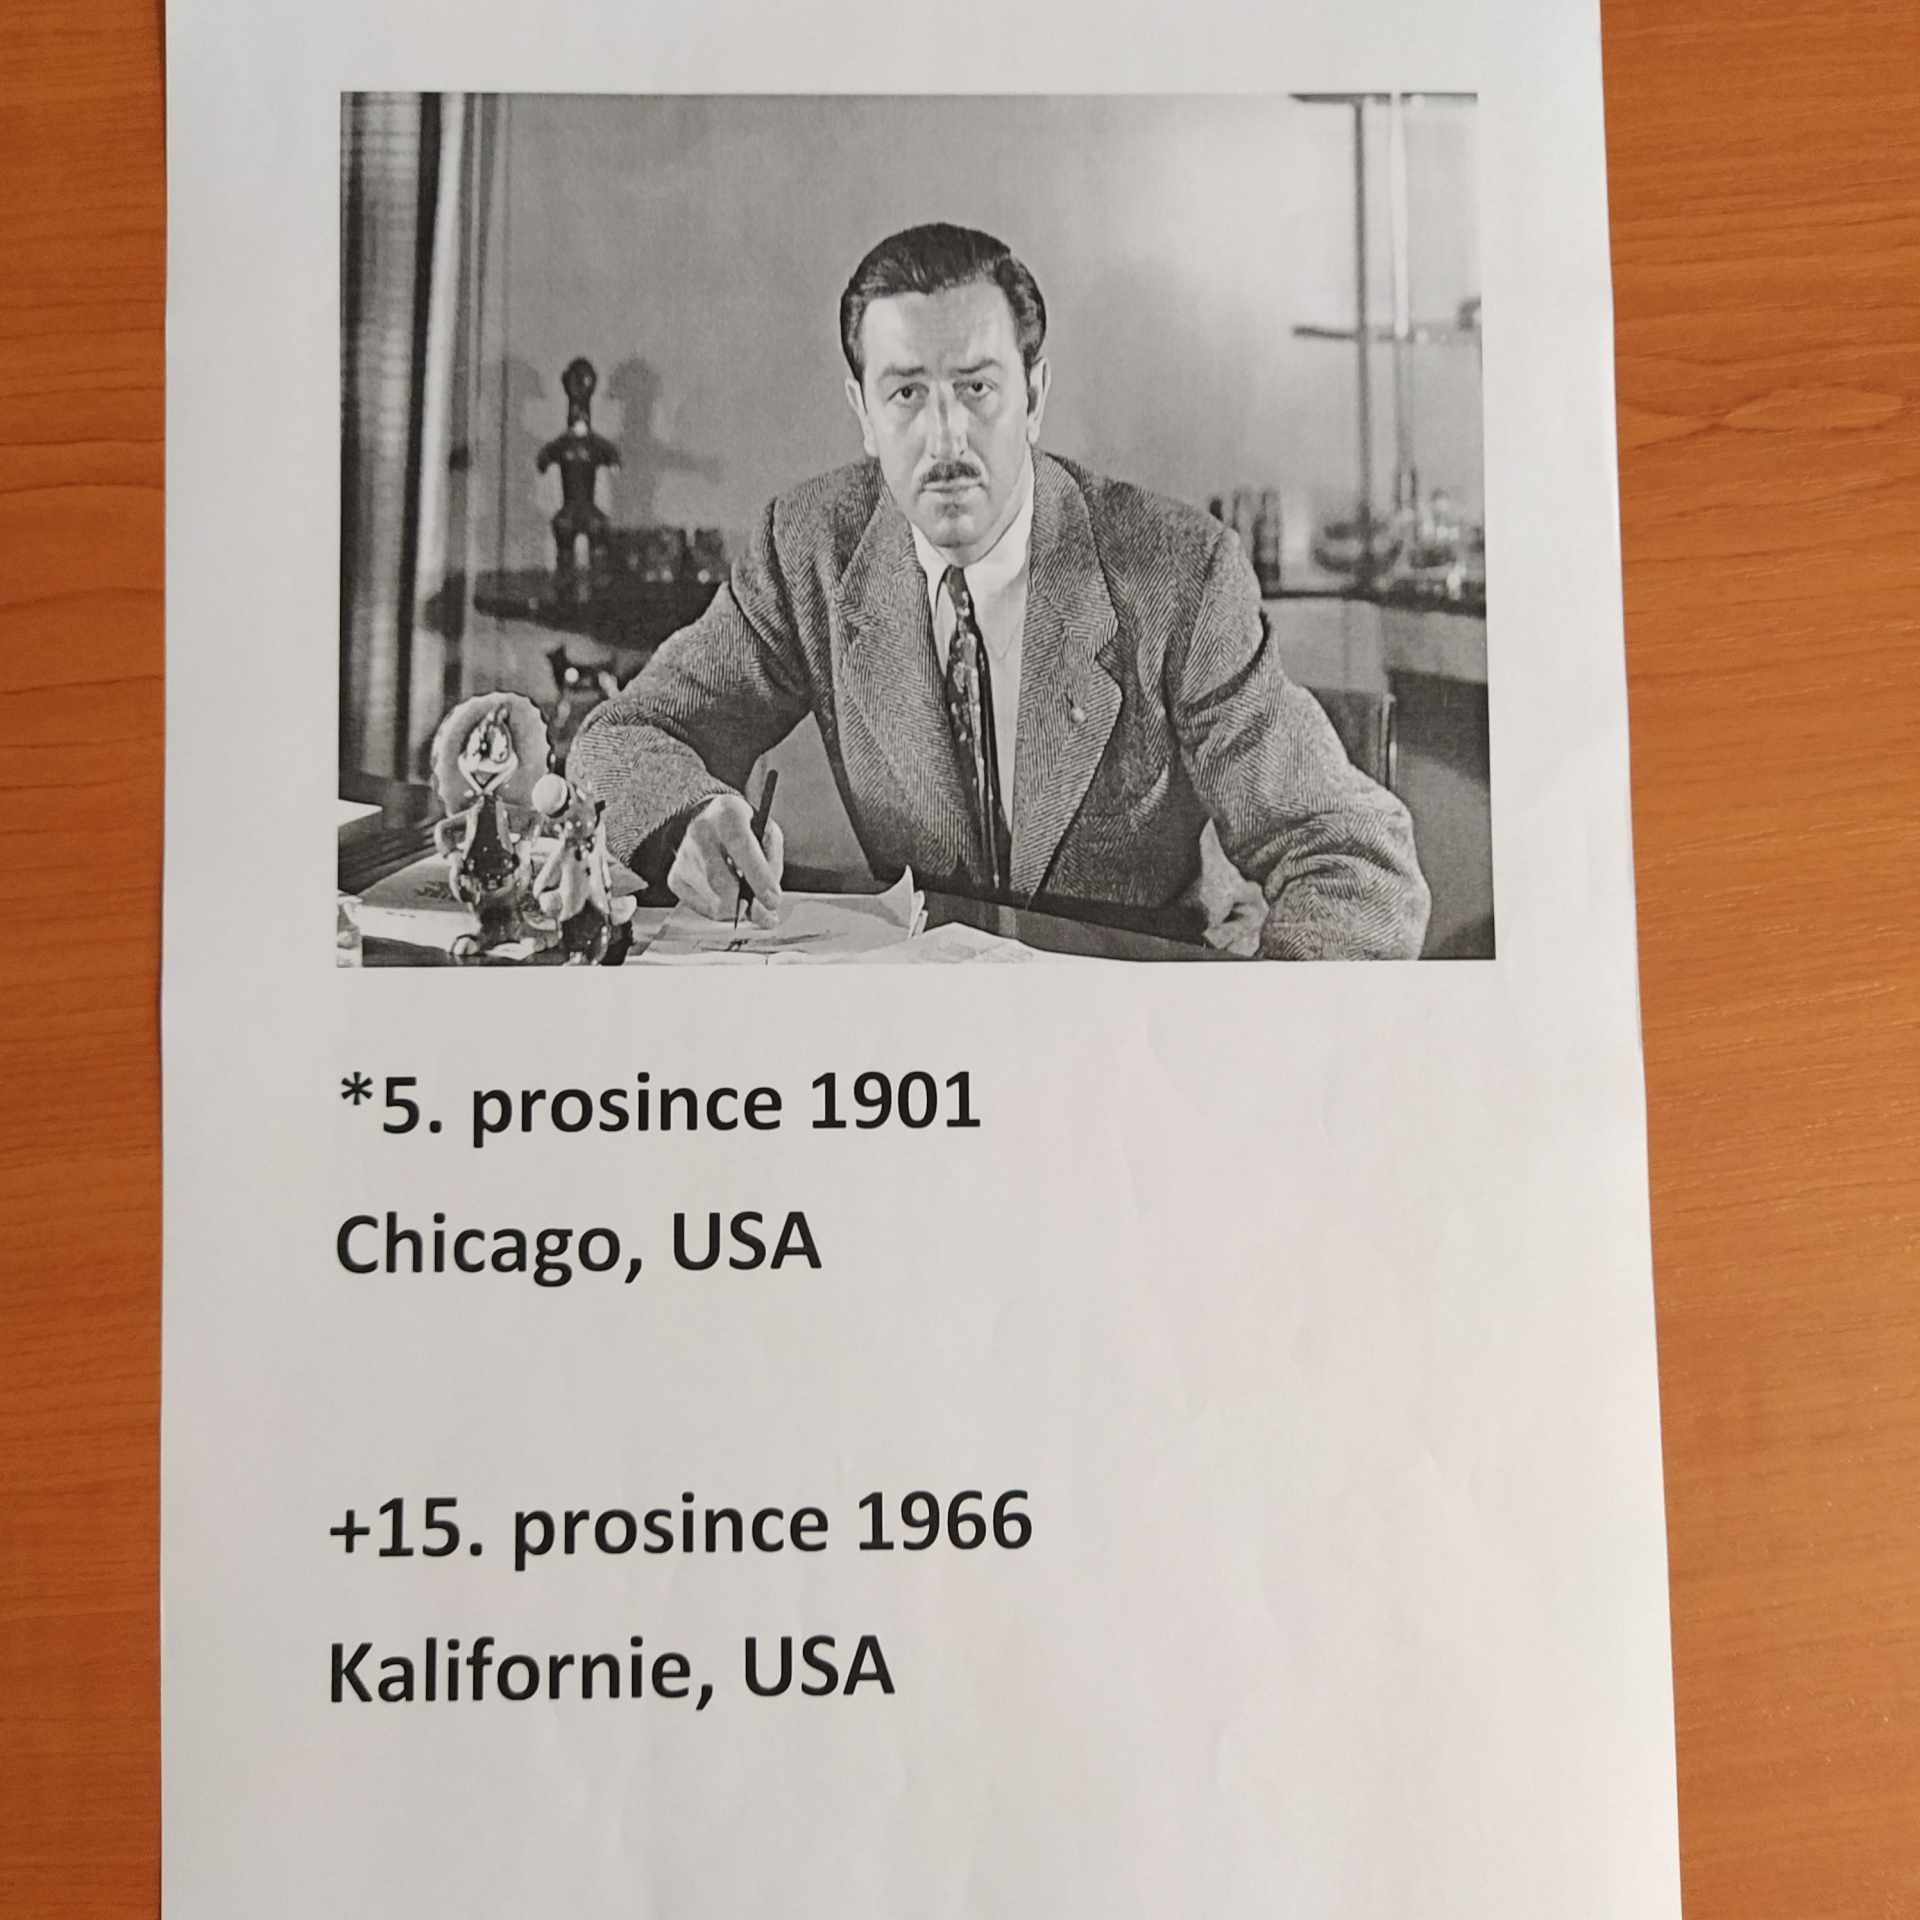 *5. prosince 1901
Chicago, USA
+15. prosince 1966
Kalifornie, USA